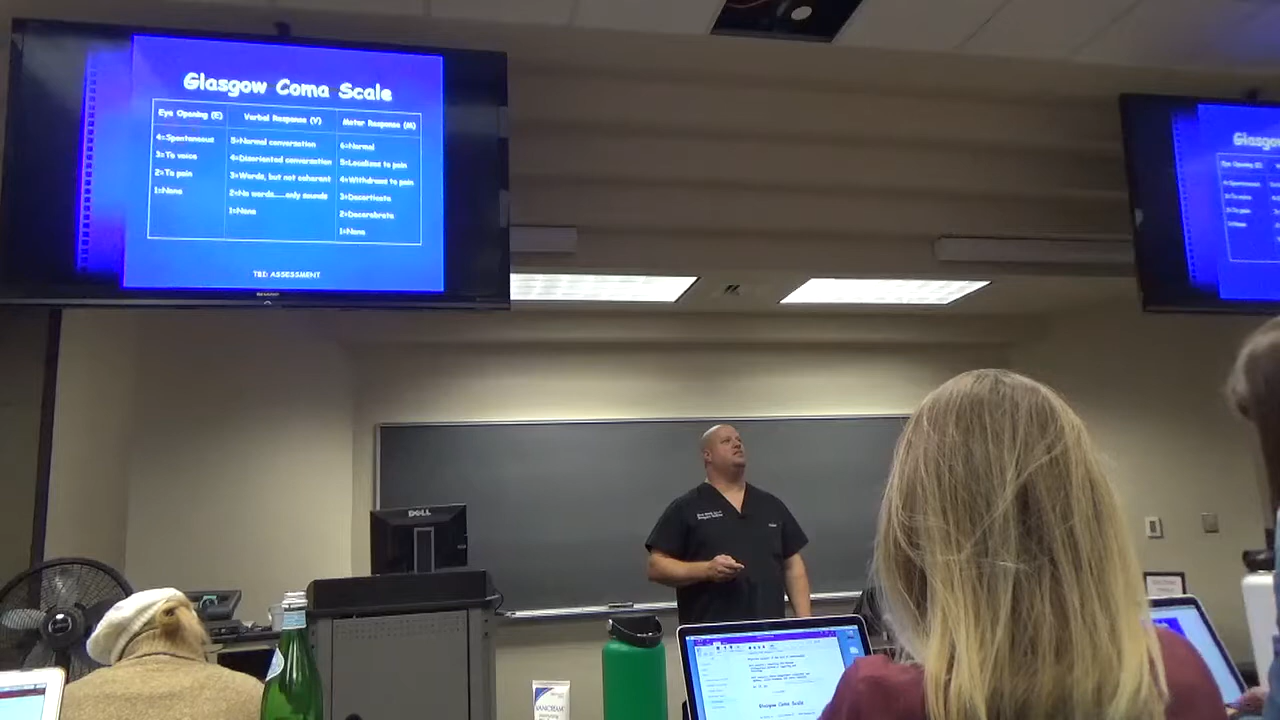 Glasgow Coma Scale
Eye Opening (E) Verbal Response (V) Motor Response (M)
4=Spontaneous 5=Normal conversation 6=Normal
3=To voice 4=Disoriented conversation 5=Localizes to pain
2=To pain 3=Words, but not coherent 4=Withdraws to pain
1=None 2=No words......only sounds 3=Decorticate
1=None 2=Decerebrate
1=None
TBI: ASSESSMENT
SHARP
DELL
VANICREAM
Glasgow Coma Scale